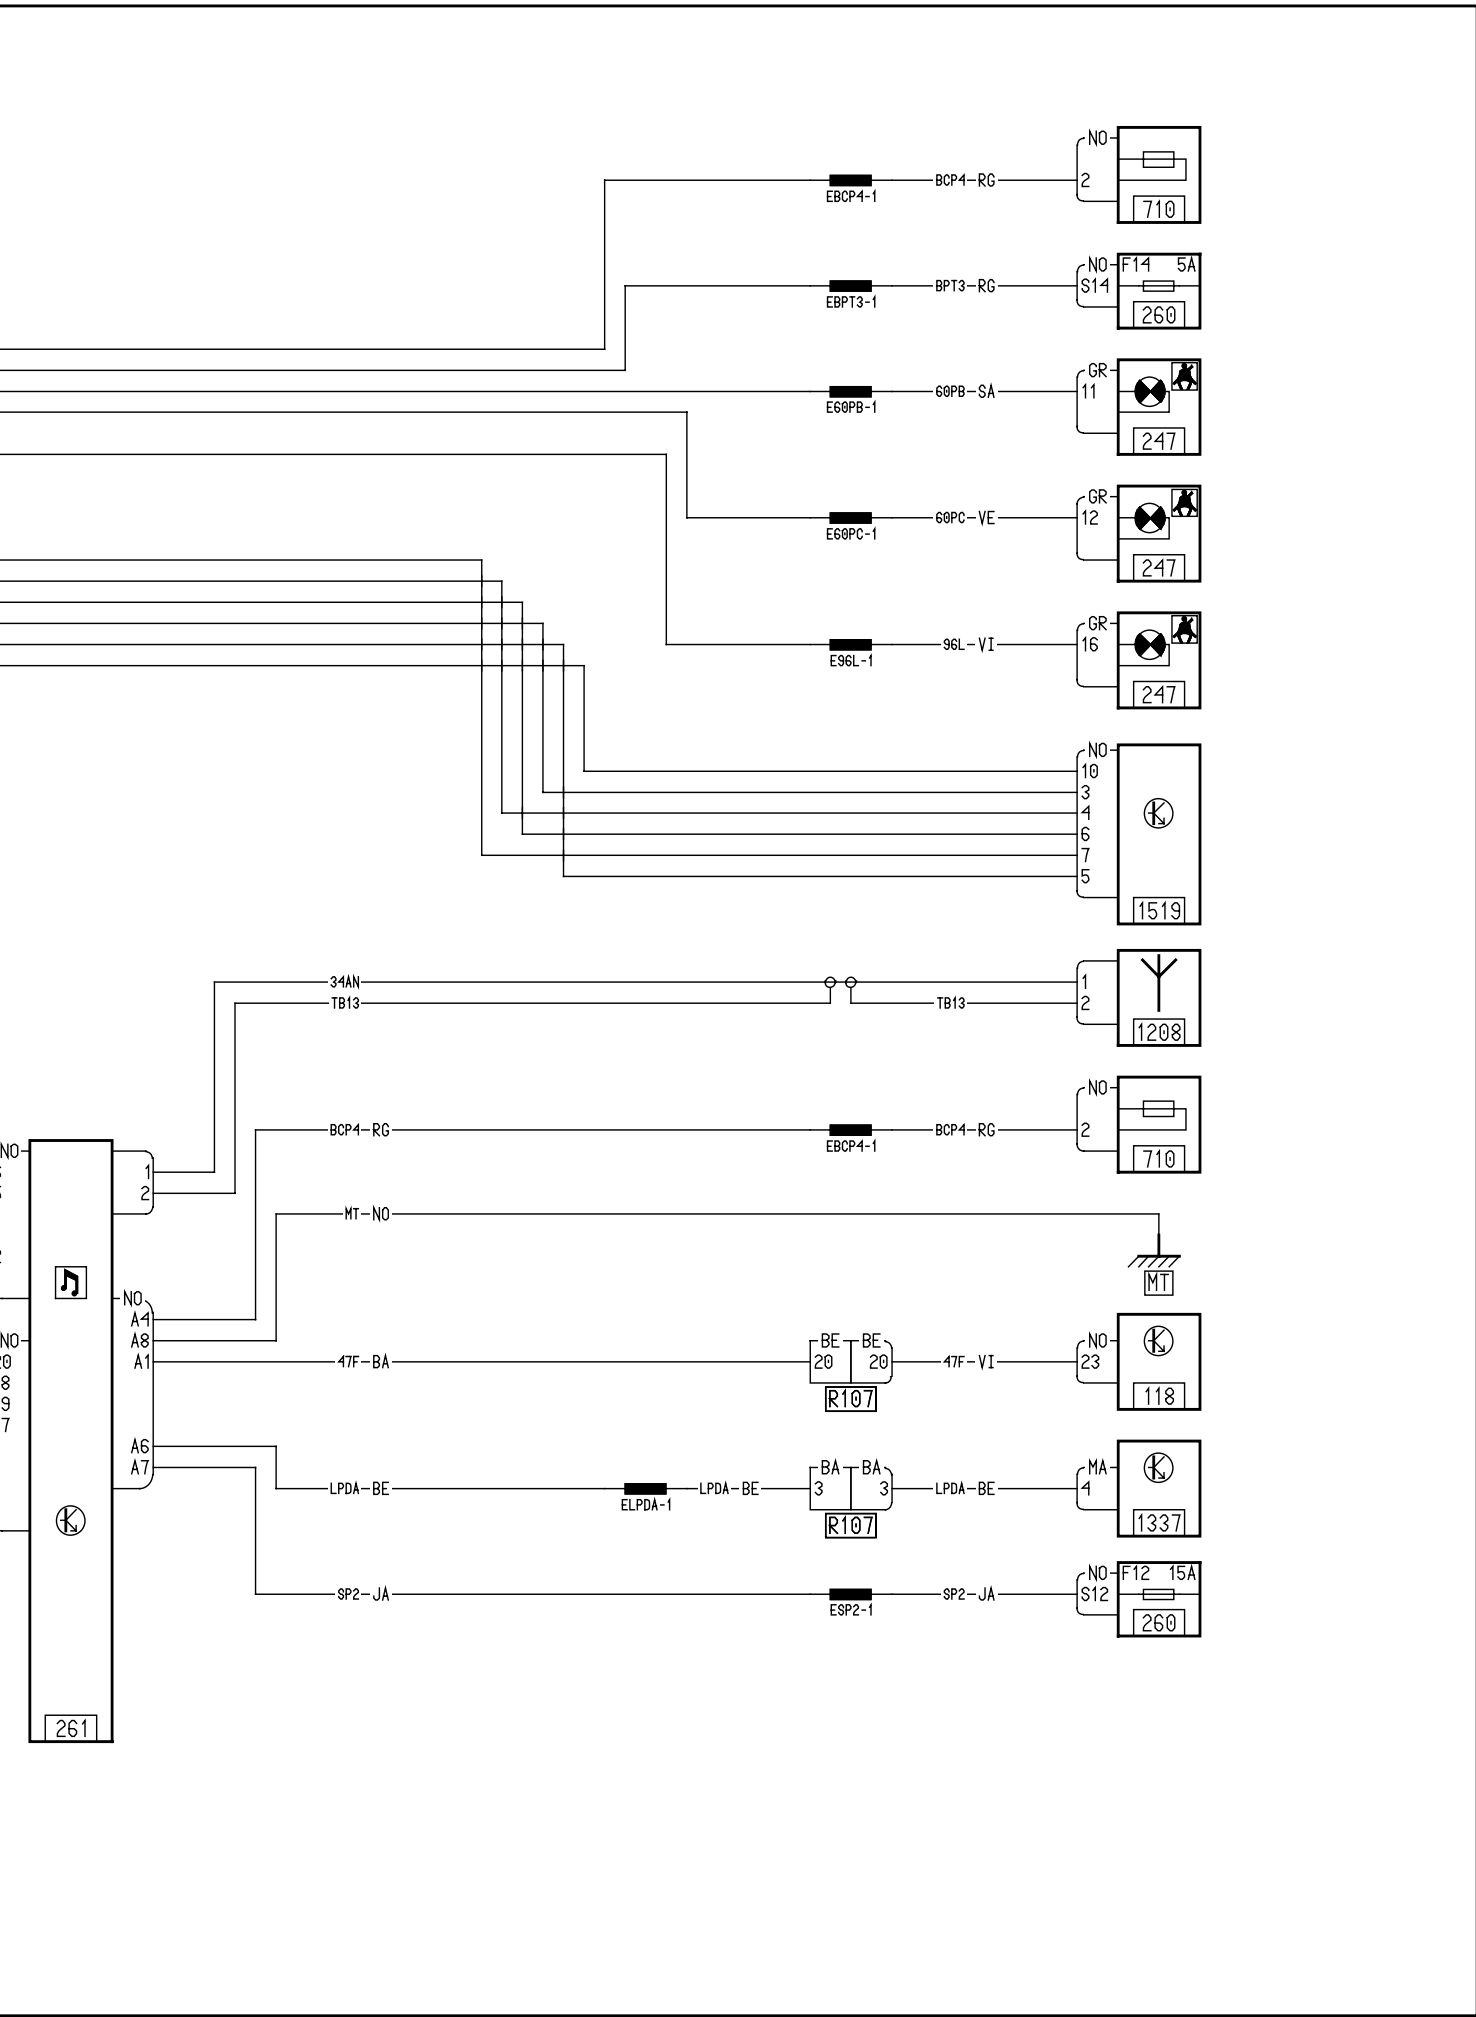 NO
2
EBCP4-1
BCP4-RG
710
NO
F14 5A
S14
EBPT3-1
BPT3-RG
260
GR
11
E60PB-1
60PB-SA
247
GR
12
E60PC-1
60PC-VE
247
GR
16
E96L-1
96L-VI
247
NO
10
3
4
6
7
5
1519
34AN
1
TB13
TB13
2
1208
NO
BCP4-RG
BCP4-RG
2
EBCP4-1
710
NO
1
2
MT-NO
MT
NO
A4
A8
A1
47F-BA
BE BE
20 20
R107
47F-VI
NO
23
118
NO
20
8
9
7
A6
A7
LPDA-BE
ELPDA-1
LPDA-BE
BA BA
3 3
R107
LPDA-BE
MA
4
1337
SP2-JA
ESP2-1
SP2-JA
NO
F12 15A
S12
260
261